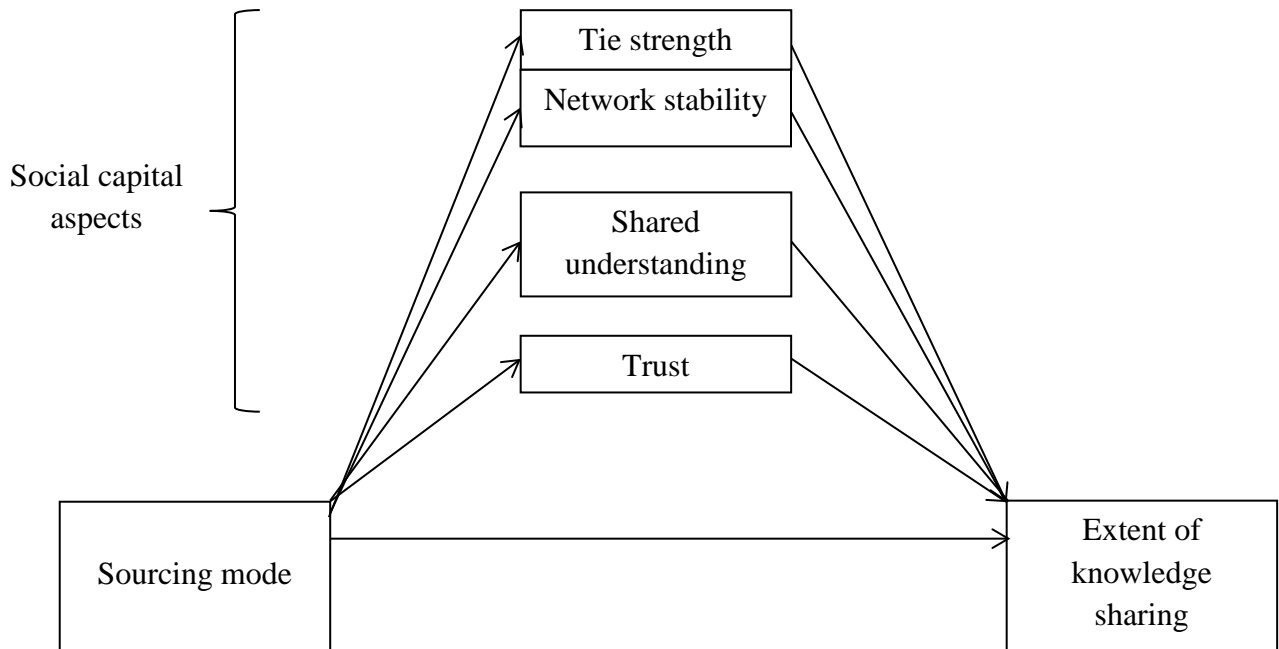 Tie strength
Network stability
Social capital
aspects
Shared
understanding
Trust
Sourcing mode
Extent of
knowledge
sharing